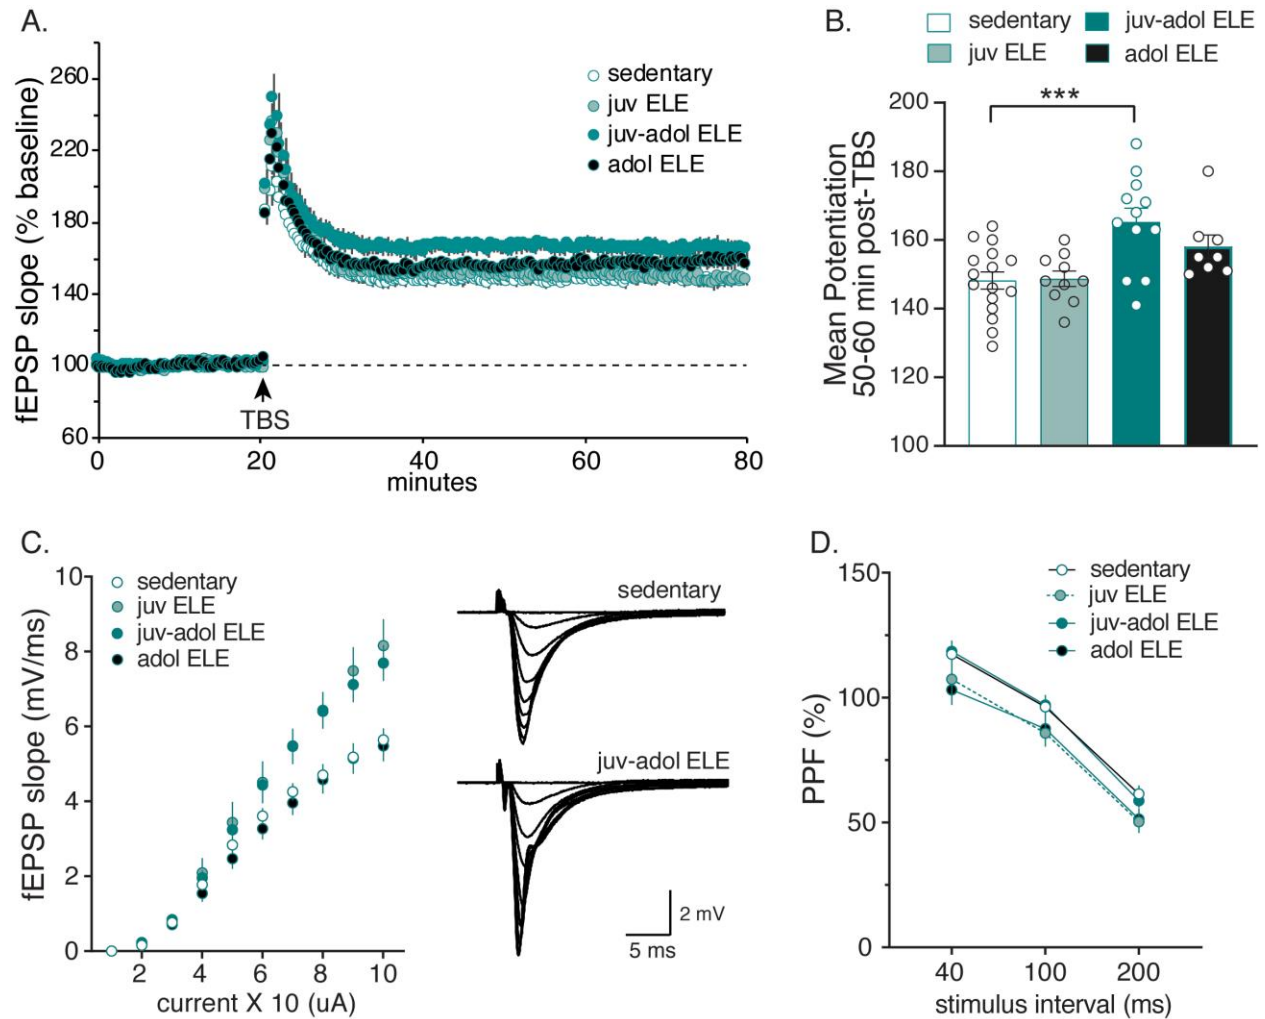 A.
fEPSP slope (% baseline)
260
220
180
140
100
60
0
20
40
60
80
minutes
TBS
sedentary
juv ELE
juv-adol ELE
adol ELE
B.
sedentary
juv-adol ELE
juv ELE
adol ELE
***
Mean Potentiation
50-60 min post-TBS
200
180
160
140
120
100
C.
sedentary
juv ELE
juv-adol ELE
adol ELE
fEPSP slope (mV/ms)
10
8
6
4
2
0
2
4
6
8
10
current X 10 (uA)
sedentary
juv-adol ELE
2 mV
5 ms
D.
sedentary
juv ELE
juv-adol ELE
adol ELE
PPF (%)
150
100
50
0
40
100
200
stimulus interval (ms)